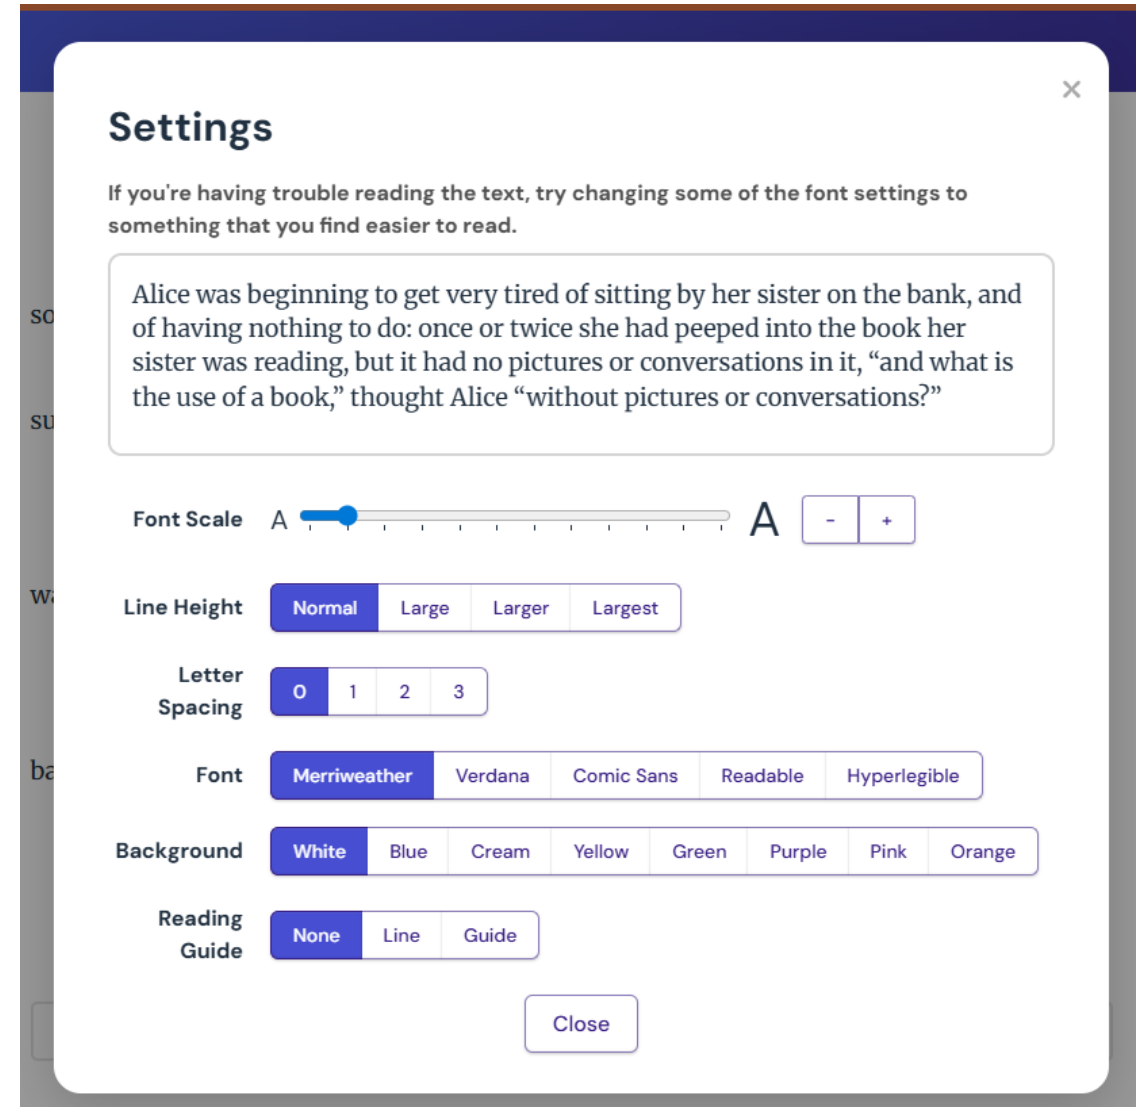 ×
Settings
If you're having trouble reading the text, try changing some of the font settings to
something that you find easier to read.
Alice was beginning to get very tired of sitting by her sister on the bank, and
of having nothing to do: once or twice she had peeped into the book her
sister was reading, but it had no pictures or conversations in it, “and what is
the use of a book,” thought Alice “without pictures or conversations?”
Font Scale A A - +
Line Height Normal Large Larger Largest
Letter
Spacing 0 1 2 3
Font Merriweather Verdana Comic Sans Readable Hyperlegible
Background White Blue Cream Yellow Green Purple Pink Orange
Reading
Guide None Line Guide
Close